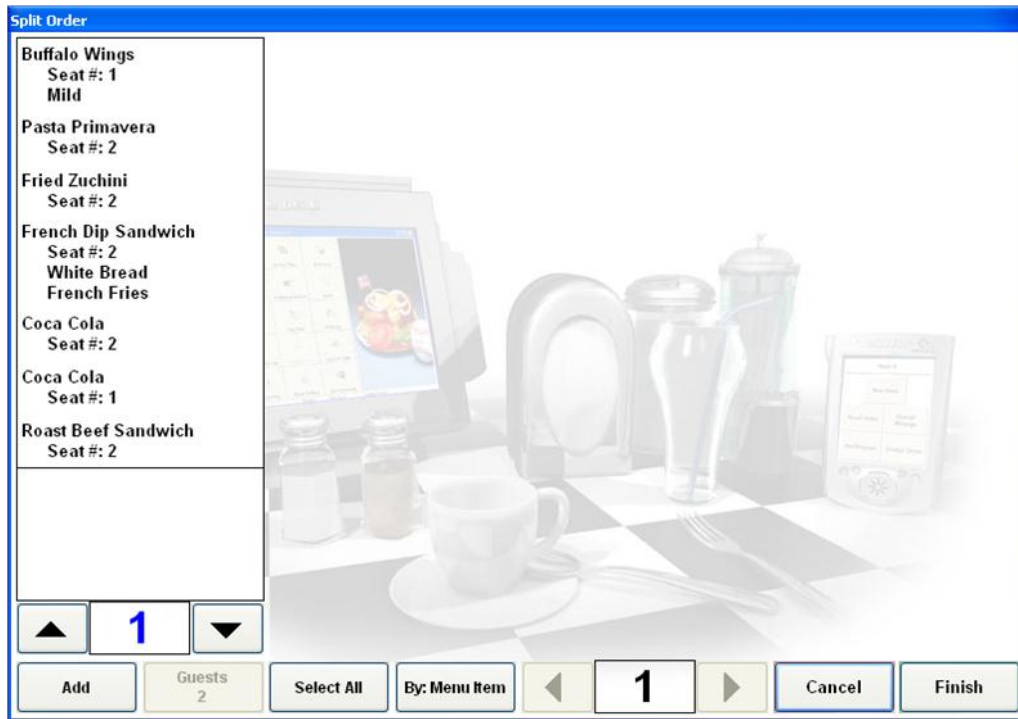 Split Order
Buffalo Wings
Seat #: 1
Mild
Pasta Primavera
Seat #: 2
Fried Zuchini
Seat #: 2
French Dip Sandwich
Seat #: 2
White Bread
French Fries
Coca Cola
Seat #: 2
Coca Cola
Seat #: 1
Roast Beef Sandwich
Seat #: 2
1
Add
Guests
2
Select All
By: Menu Item
1
Cancel
Finish